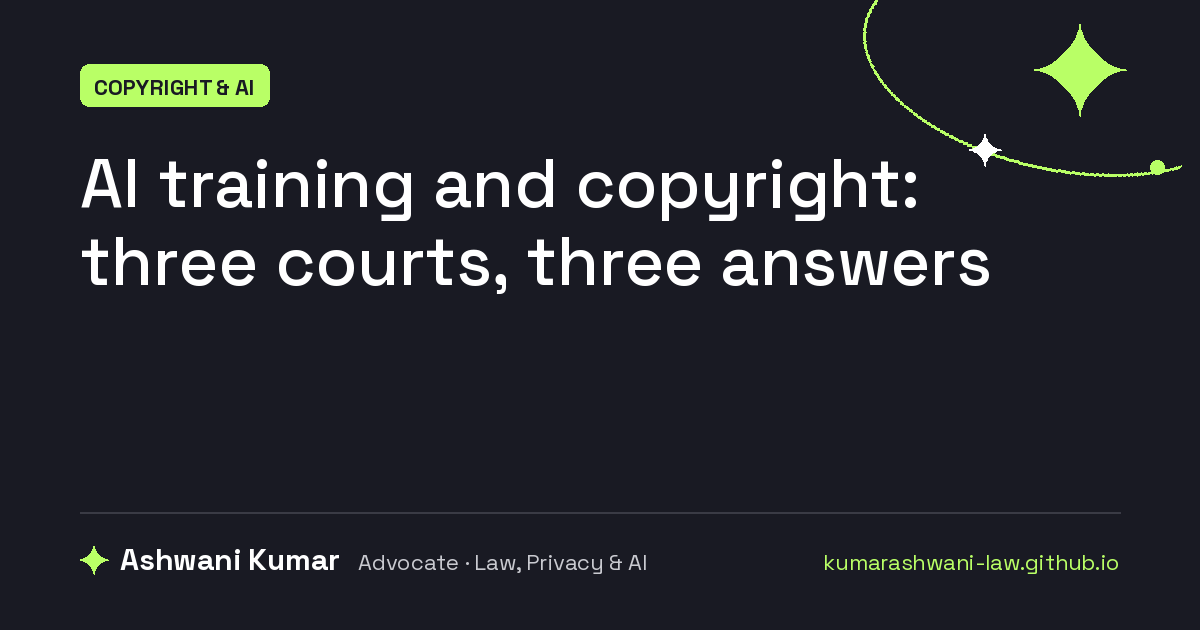 COPYRIGHT & AI
AI training and copyright:
three courts, three answers
Ashwani Kumar Advocate · Law, Privacy & AI kumarashwani-law.github.io